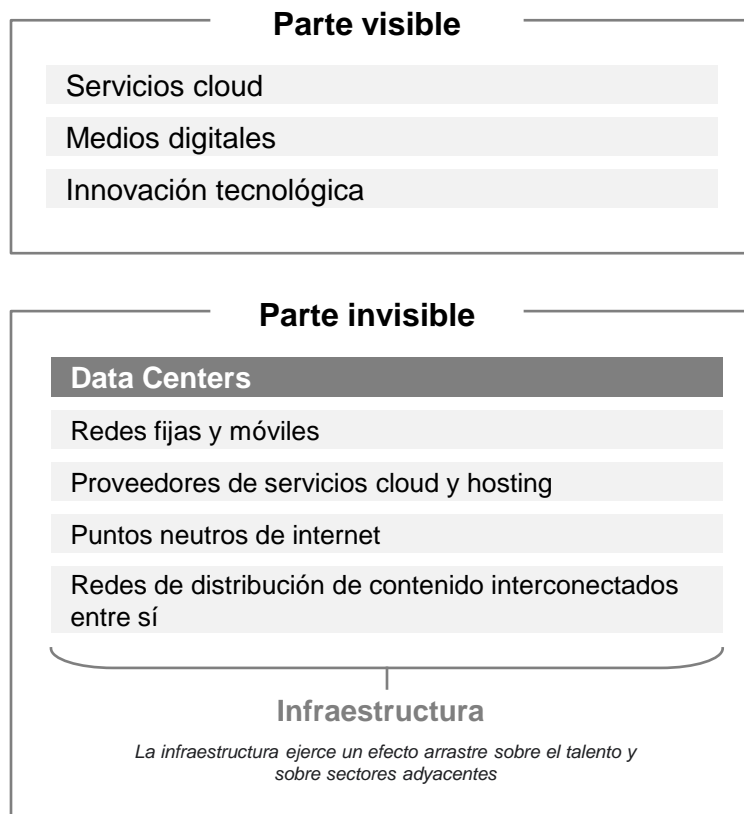 Parte visible
Servicios cloud
Medios digitales
Innovación tecnológica
Parte invisible
Data Centers
Redes fijas y móviles
Proveedores de servicios cloud y hosting
Puntos neutros de internet
Redes de distribución de contenido interconectados
entre sí
Infraestructura
La infraestructura ejerce un efecto arrastre sobre el talento y
sobre sectores adyacentes